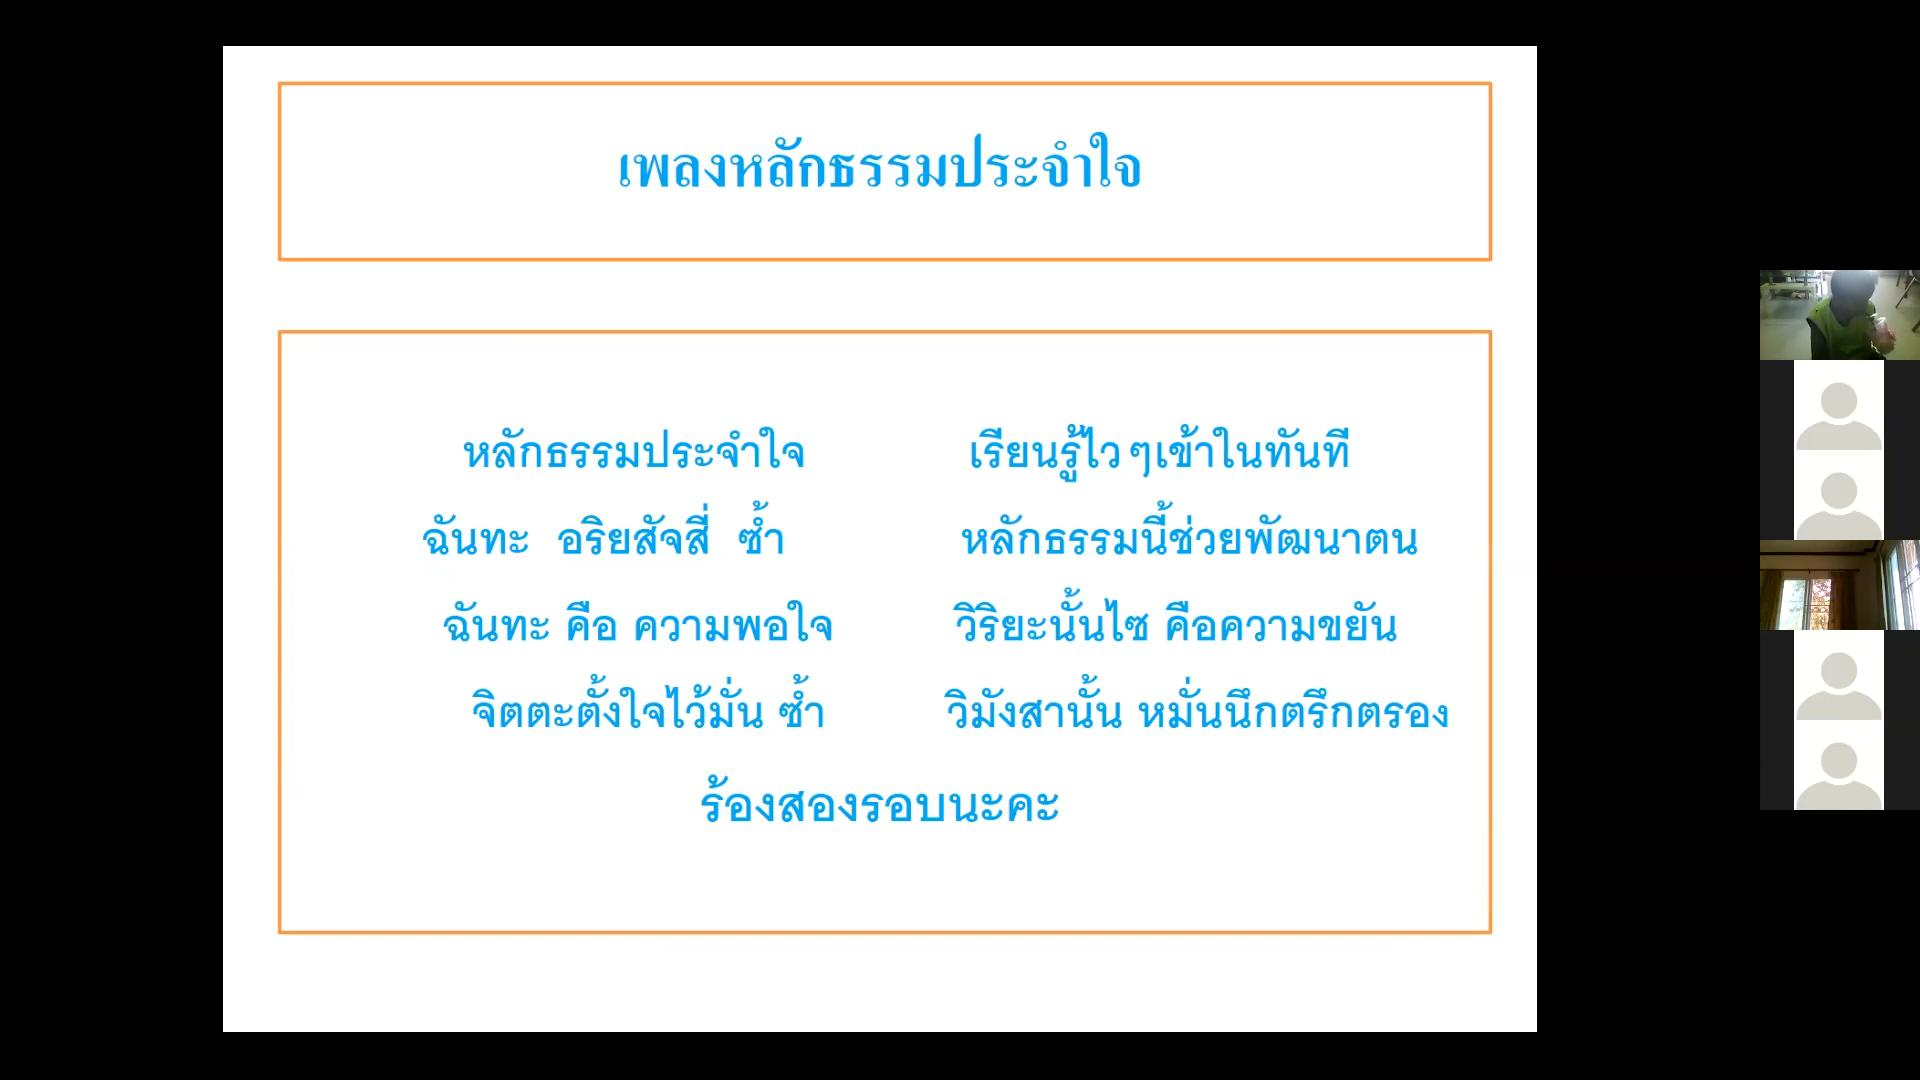 เพลงหลักธรรมประจำใจ
หลักธรรมประจำใจ เรียนรู้ไว ๆเข้าในทันที
ฉันทะ อริยสัจสี่ ซ้ำ หลักธรรมนี้ช่วยพัฒนาตน
ฉันทะ คือ ความพอใจ วิริยะนั้นไซ คือความขยัน
จิตตะตั้งใจไว้มั่น ซ้ำ วิมังสานั้น หมั่นนึกตรึกตรอง
ร้องสองรอบนะคะ